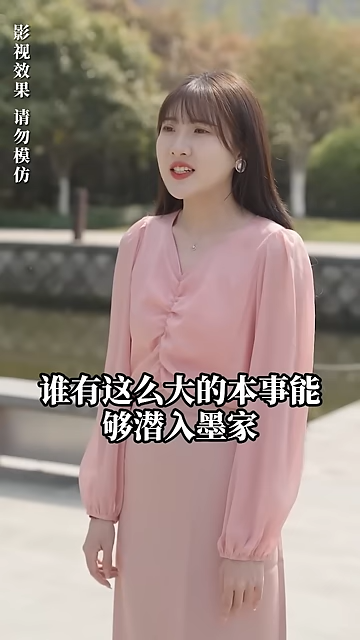 影视效果 请勿模仿
谁有这么大的本事能
够潜入墨家